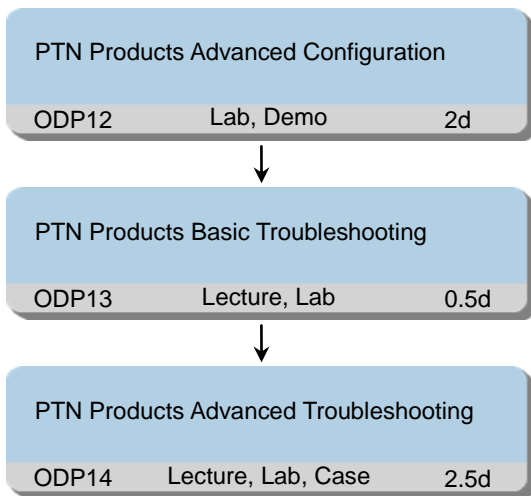 PTN Products Advanced Configuration
ODP12 Lab, Demo 2d
PTN Products Basic Troubleshooting
ODP13 Lecture, Lab 0.5d
PTN Products Advanced Troubleshooting
ODP14 Lecture, Lab, Case 2.5d